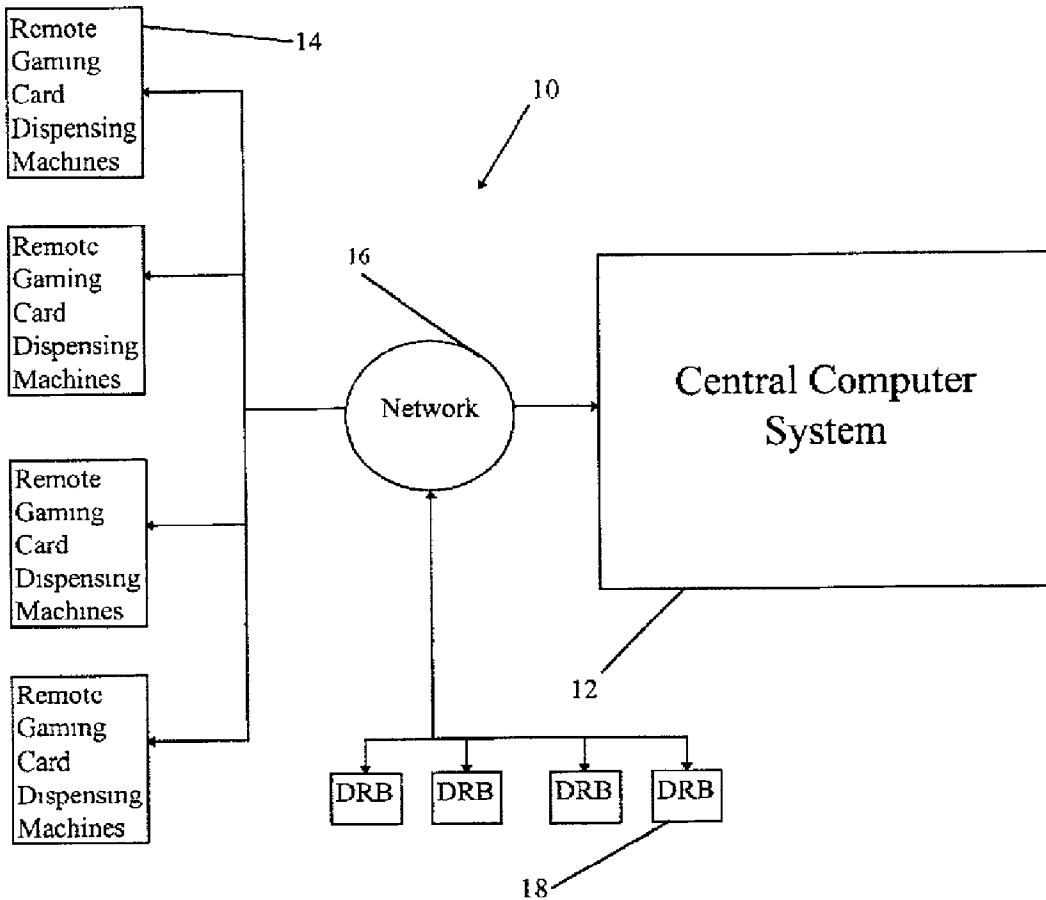 Remote
Gaming
Card
Dispensing
Machines
14
10
Remote
Gaming
Card
Dispensing
Machines
16
Network
Central Computer
System
Remote
Gaming
Card
Dispensing
Machines
12
Remote
Gaming
Card
Dispensing
Machines
DRB
DRB
DRB
DRB
18